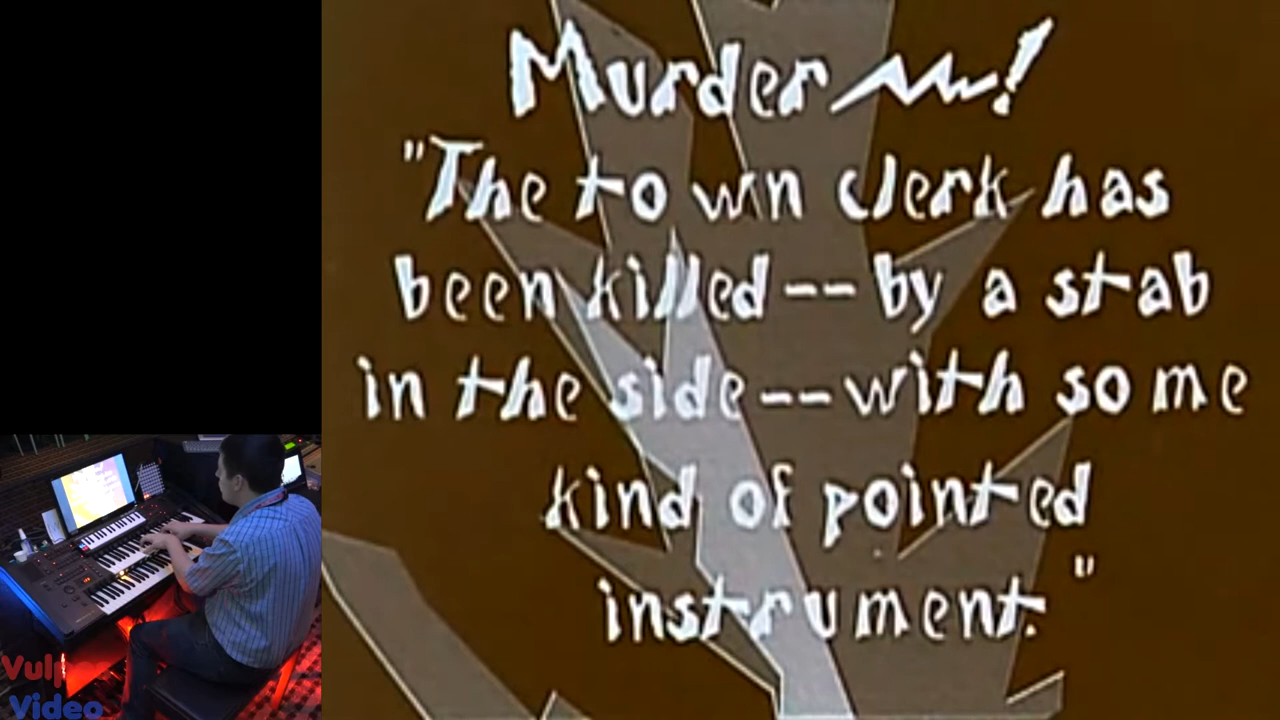 Murder!
"The town clerk has
been killed -- by a stab
in the side -- with some
kind of pointed
instrument."
Vulpes
Video